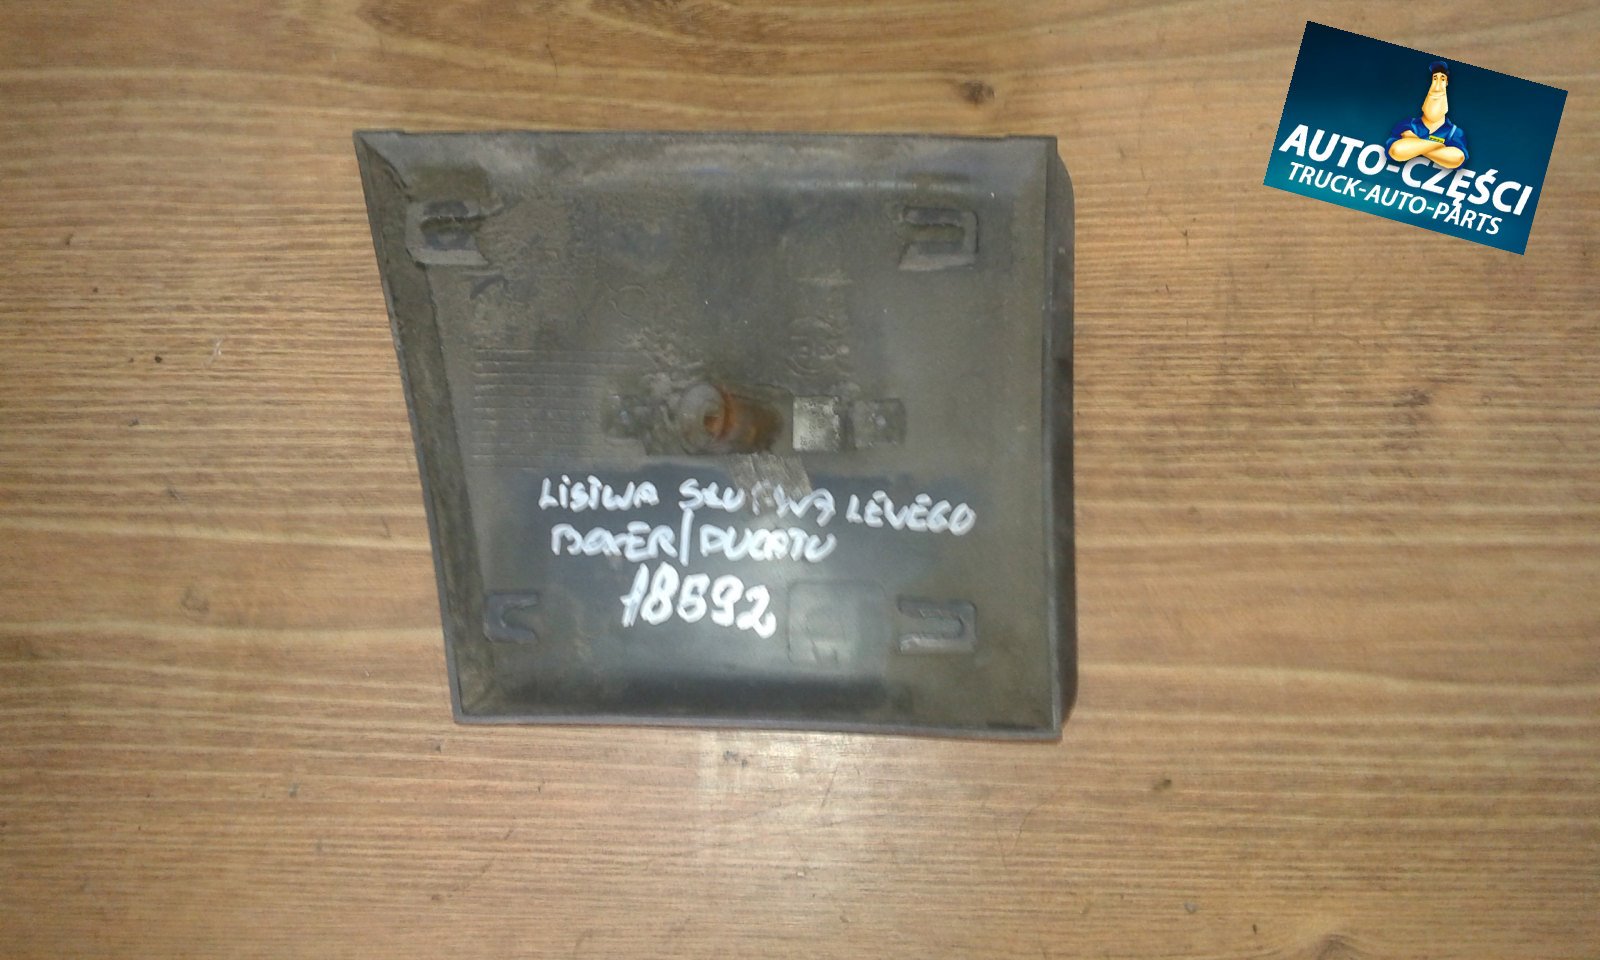 LISTWA LEWEGO
BOXER/DUCATO
18592
AUTO-CZĘŚCI
TRUCK-AUTO-PARTS